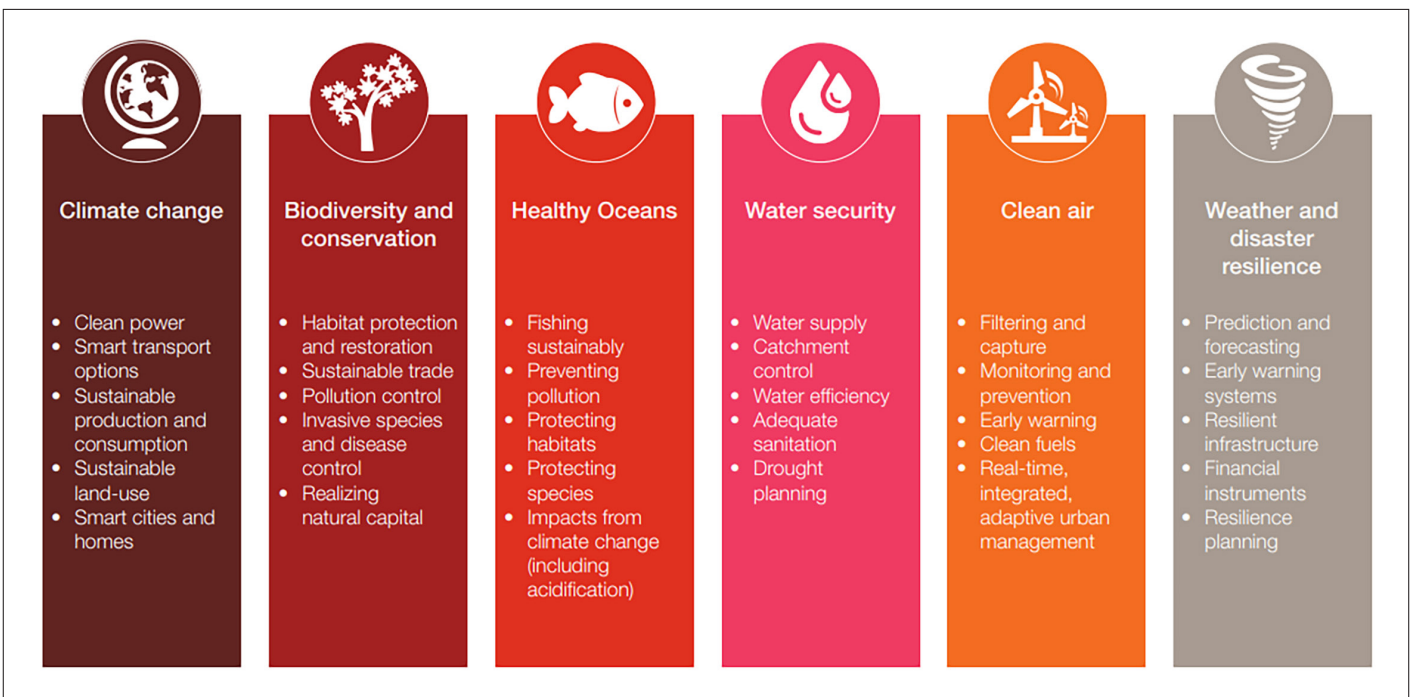 Climate change
• Clean power
• Smart transport
options
• Sustainable
production and
consumption
• Sustainable
land-use
• Smart cities and
homes
Biodiversity and
conservation
• Habitat protection
and restoration
• Sustainable trade
• Pollution control
• Invasive species
and disease
control
• Realizing
natural capital
Healthy Oceans
• Fishing
sustainably
• Preventing
pollution
• Protecting
habitats
• Protecting
species
• Impacts from
climate change
(including
acidification)
Water security
• Water supply
• Catchment
control
• Water efficiency
• Adequate
sanitation
• Drought
planning
Clean air
• Filtering and
capture
• Monitoring and
prevention
• Early warning
• Clean fuels
• Real-time,
integrated,
adaptive urban
management
Weather and
disaster
resilience
• Prediction and
forecasting
• Early warning
systems
• Resilient
infrastructure
• Financial
instruments
• Resilience
planning